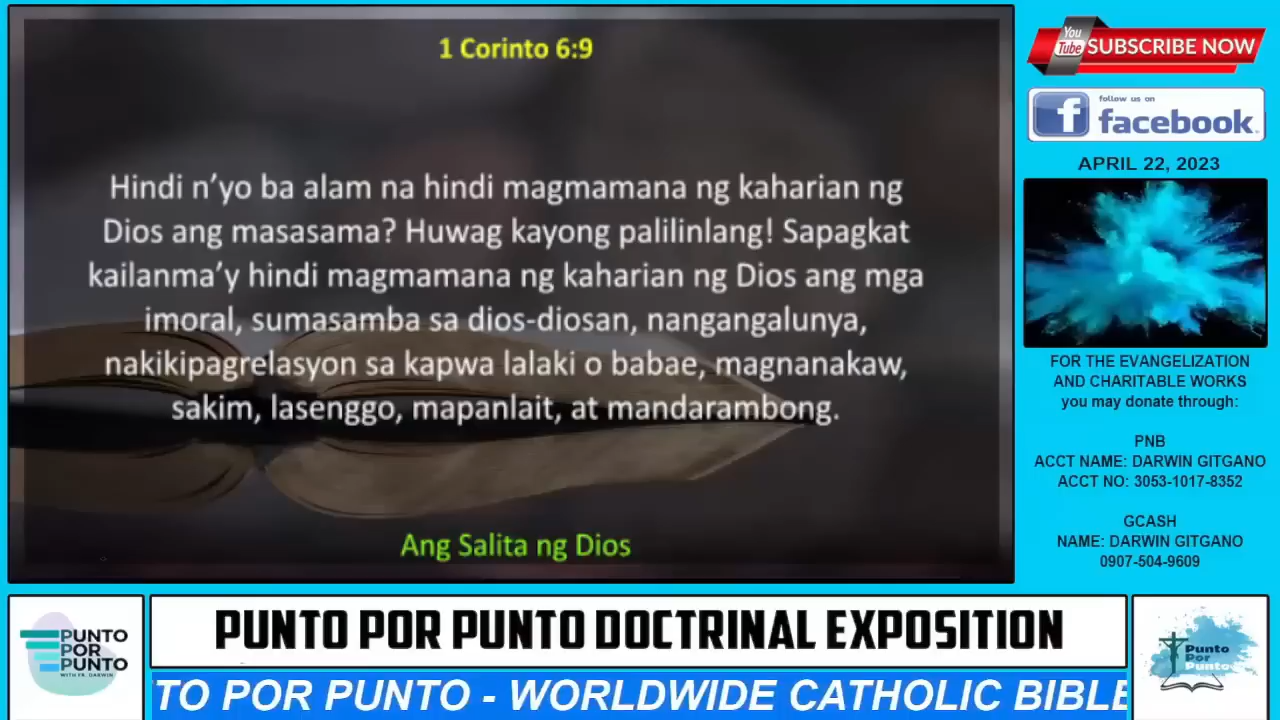 1 Corinto 6:9
Hindi n’yo ba alam na hindi magmamana ng kaharian ng
Dios ang masasama? Huwag kayong palilinlang! Sapagkat
kailanma’y hindi magmamana ng kaharian ng Dios ang mga
imoral, sumasamba sa dios-diosan, nangangalunya,
nakikipagrelasyon sa kapwa lalaki o babae, magnanakaw,
sakim, lasenggo, mapanlait, at mandarambong.
Ang Salita ng Dios
You
Tube
SUBSCRIBE NOW
follow us on
facebook.
APRIL 22, 2023
FOR THE EVANGELIZATION
AND CHARITABLE WORKS
you may donate through:
PNB
ACCT NAME: DARWIN GITGANO
ACCT NO: 3053-1017-8352
GCASH
NAME: DARWIN GITGANO
0907-504-9609
PUNTO
POR
PUNTO
WITH FR. DARWIN
PUNTO POR PUNTO DOCTRINAL EXPOSITION
TO POR PUNTO - WORLDWIDE CATHOLIC BIBLE
Punto
Por
Punto